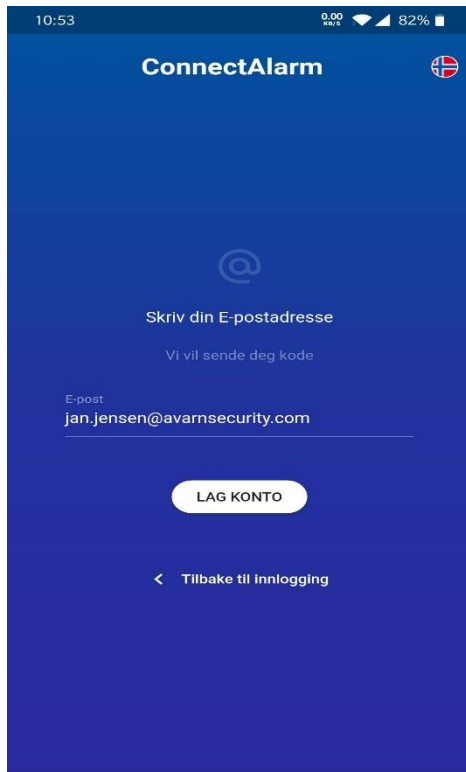 10:53
0.00
KB/S
82%
ConnectAlarm
@
Skriv din E-postadresse
Vi vil sende deg kode
E-post
jan.jensen@avarnsecurity.com
LAG KONTO
< Tilbake til innlogging